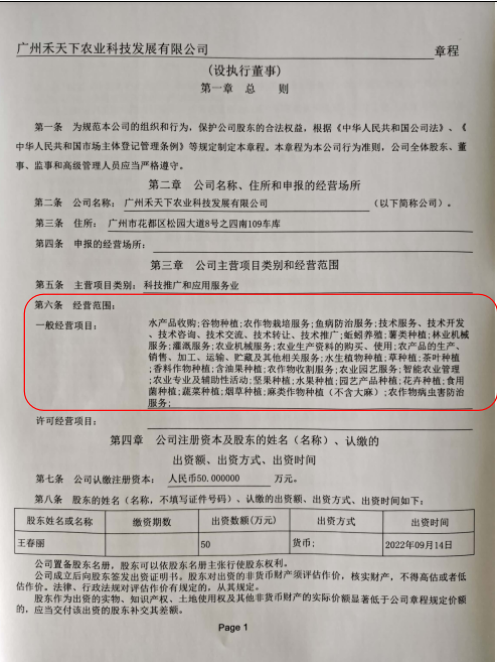 广州禾天下农业科技发展有限公司 章程
(设执行董事)
第一章 总 则
第一条 为规范本公司的组织和行为，保护公司股东的合法权益，根据《中华人民共和国公司法》、《
中华人民共和国市场主体登记管理条例》等规定制定本章程。本章程为本公司行为准则，公司全体股东、董
事、监事和高级管理人员应当严格遵守。
第二章 公司名称、住所和申报的经营场所
第二条 公司名称：广州禾天下农业科技发展有限公司 （以下简称公司）。
第三条 住所：广州市花都区松园大道8号之四南109车库
第四条 申报的经营场所：
第三章 公司主营项目类别和经营范围
第五条 主营项目类别：科技推广和应用服务业
第六条 经营范围：
一般经营项目：
水产品收购;谷物种植;农作物栽培服务;鱼病防治服务;技术服务、技术开发
、技术咨询、技术交流、技术转让、技术推广;蚯蚓养殖;薯类种植;林业机械
服务;灌溉服务;农业机械服务;农业生产资料的购买、使用;农产品的生产、
销售、加工、运输、贮藏及其他相关服务;水生植物种植;草种植;茶叶种植
;香料作物种植;含油果种植;农作物收割服务;农业园艺服务;智能农业管理
;农业专业及辅助性活动;坚果种植;水果种植;园艺产品种植;花卉种植;食用
菌种植;蔬菜种植;烟草种植;麻类作物种植（不含大麻）;农作物病虫害防治
服务;
许可经营项目：
第四章 公司注册资本及股东的姓名（名称）、认缴的
出资额、出资方式、出资时间
第七条 公司认缴注册资本：人民币50.000000 万元。
第八条 股东的姓名（名称，不填写证件号码）、认缴的出资额、出资方式、出资时间如下：
股东姓名或名称 缴资期数 出资数额(万元) 出资方式 出资时间
王春丽 50 货币; 2022年09月14日
公司置备股东名册，股东可以依股东名册主张行使股东权利。
公司成立后向股东签发出资证明书。股东对出资的非货币财产须评估作价，核实财产，不得高估或者低
估作价。法律、行政法规对评估作价有规定的，从其规定。
股东作为出资的实物、知识产权、土地使用权及其他非货币财产的实际价额显著低于公司章程规定价额
的，应当交付该出资的股东补交其差额。
Page 1